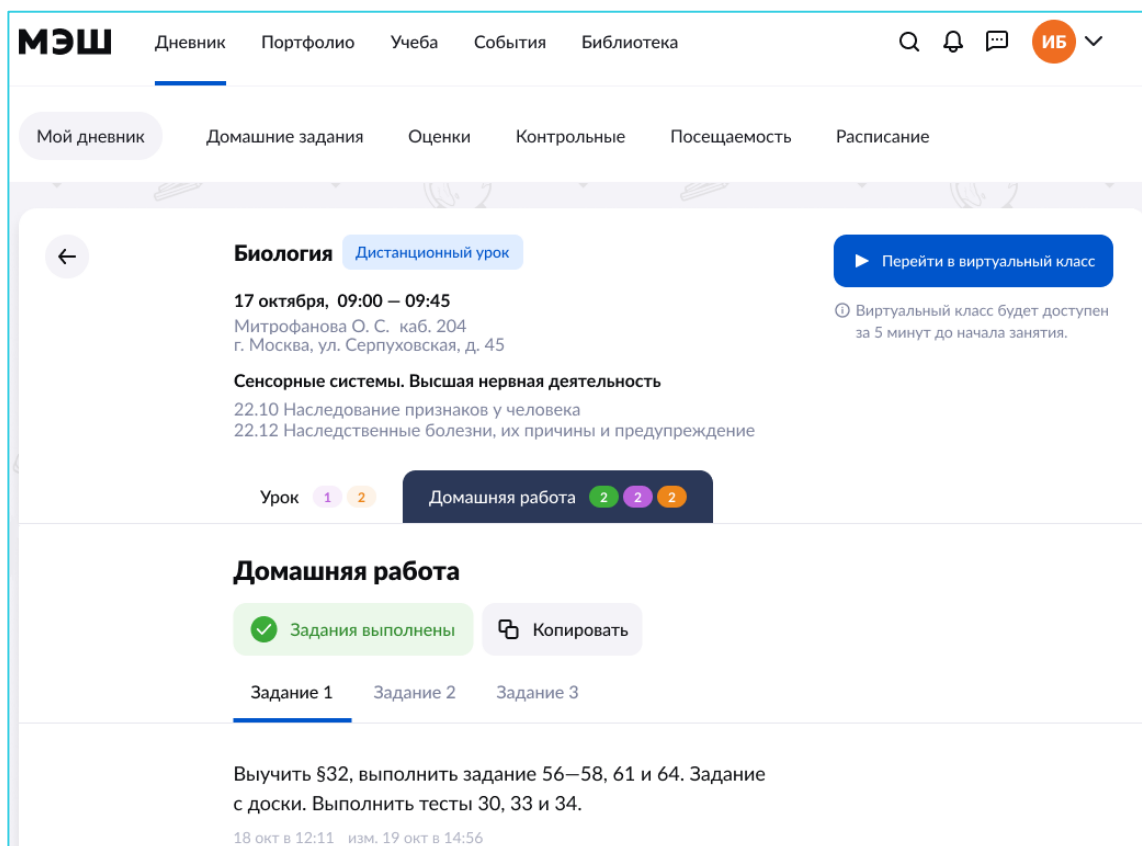 МЭШ Дневник Портфолио Учеба События Библиотека ИБ
Мой дневник Домашние задания Оценки Контрольные Посещаемость Расписание
Биология Дистанционный урок
Перейти в виртуальный класс
17 октября, 09:00 — 09:45
Митрофанова О. С. каб. 204
г. Москва, ул. Серпуховская, д. 45
Виртуальный класс будет доступен
за 5 минут до начала занятия.
Сенсорные системы. Высшая нервная деятельность
22.10 Наследование признаков у человека
22.12 Наследственные болезни, их причины и предупреждение
Урок 1 2 Домашняя работа 2 2 2
Домашняя работа
Задания выполнены Копировать
Задание 1 Задание 2 Задание 3
Выучить §32, выполнить задание 56—58, 61 и 64. Задание
с доски. Выполнить тесты 30, 33 и 34.
18 окт в 12:11 изм. 19 окт в 14:56